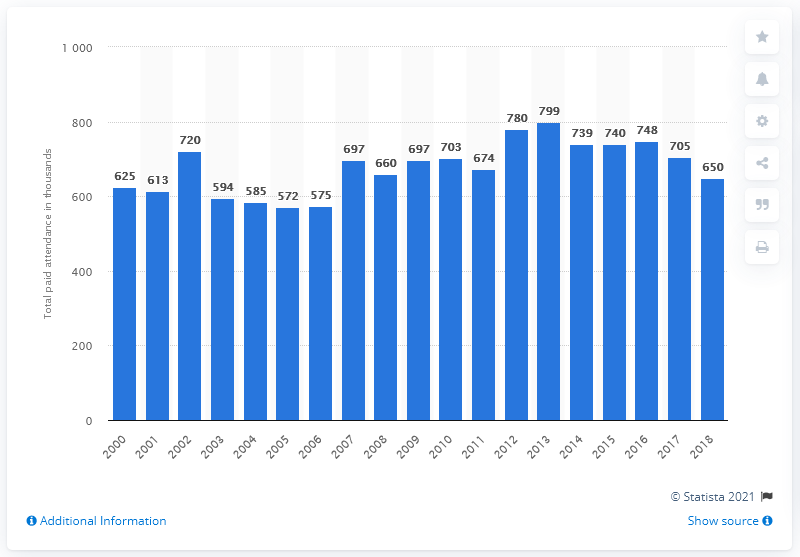 Total paid attendance in thousands
1 000
800
600
400
200
0
625 613 720 594 585 572 575 697 660 697 703 674 780 799 739 740 748 705 650
2000 2001 2002 2003 2004 2005 2006 2007 2008 2009 2010 2011 2012 2013 2014 2015 2016 2017 2018
© Statista 2021
Additional Information
Show source